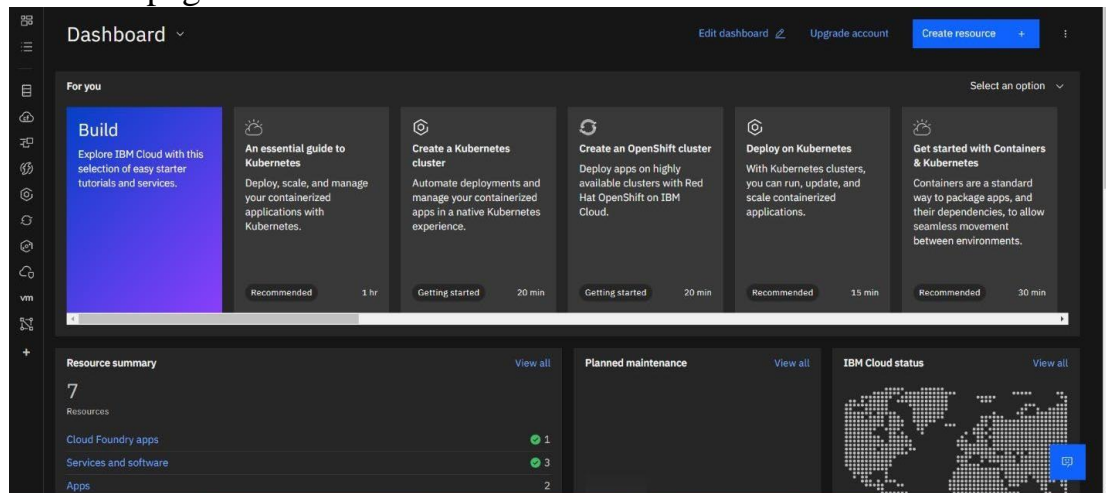 Dashboard
Edit dashboard
Upgrade account
Create resource +
For you
Select an option
Build
Explore IBM Cloud with this
selection of easy starter
tutorials and services.
An essential guide to
Kubernetes
Deploy, scale, and manage
your containerized
applications with
Kubernetes.
Recommended 1 hr
Create a Kubernetes
cluster
Automate deployments and
manage your containerized
apps in a native Kubernetes
experience.
Getting started 20 min
Create an OpenShift cluster
Deploy apps on highly
available clusters with Red
Hat OpenShift on IBM
Cloud.
Getting started 20 min
Deploy on Kubernetes
With Kubernetes clusters,
you can run, update, and
scale containerized
applications.
Recommended 15 min
Get started with Containers
& Kubernetes
Containers are a standard
way to package apps, and
their dependencies, to allow
seamless movement
between environments.
Recommended 30 min
vm
+
Resource summary View all
7
Resources
Cloud Foundry apps 1
Services and software 3
Apps 2
Planned maintenance View all
IBM Cloud status View all